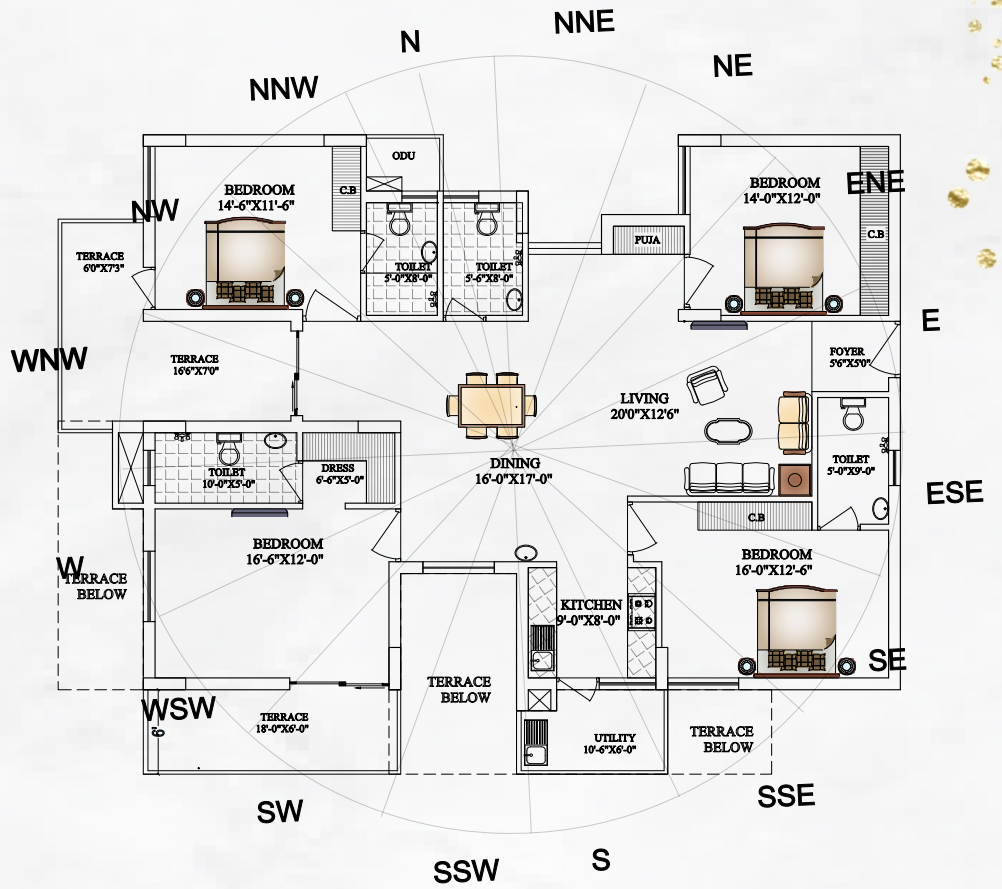 NNE
N
NE
NNW
ODU
BEDROOM
14'-6"X11'-6"
C.B
BEDROOM
14'-0"X12'-0"
ENE
C.B
NW
PUJA
TERRACE
6'0"X7'3"
TOILET
5'-0"X8'-0"
TOILET
5'-6"X8'-0"
E
WNW
TERRACE
16'6"X7'0"
FOYER
5'6"X5'0"
LIVING
20'0"X12'6"
DINING
16'-0"X17'-0"
TOILET
10'-0"X5'-0"
DRESS
6'-6"X5'-0"
TOILET
5'-0"X9'-0"
ESE
C.B
BEDROOM
16'-6"X12'-0"
BEDROOM
16'-0"X12'-6"
W
TERRACE
BELOW
KITCHEN
9'-0"X8'-0"
SE
TERRACE
BELOW
WSW
TERRACE
18'-0"X6'-0"
6'
UTILITY
10'-6"X6'-0"
TERRACE
BELOW
SSE
SW
S
SSW